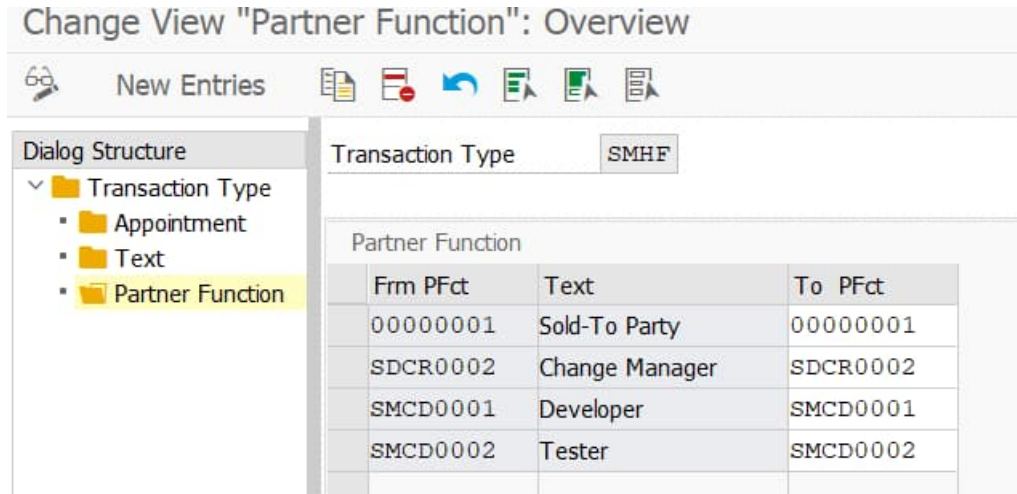 Change View "Partner Function": Overview
New Entries
Dialog Structure
Transaction Type
Appointment
Text
Partner Function
Transaction Type SMHF
Partner Function
Frm PFct Text To PFct
00000001 Sold-To Party 00000001
SDCR0002 Change Manager SDCR0002
SMCD0001 Developer SMCD0001
SMCD0002 Tester SMCD0002